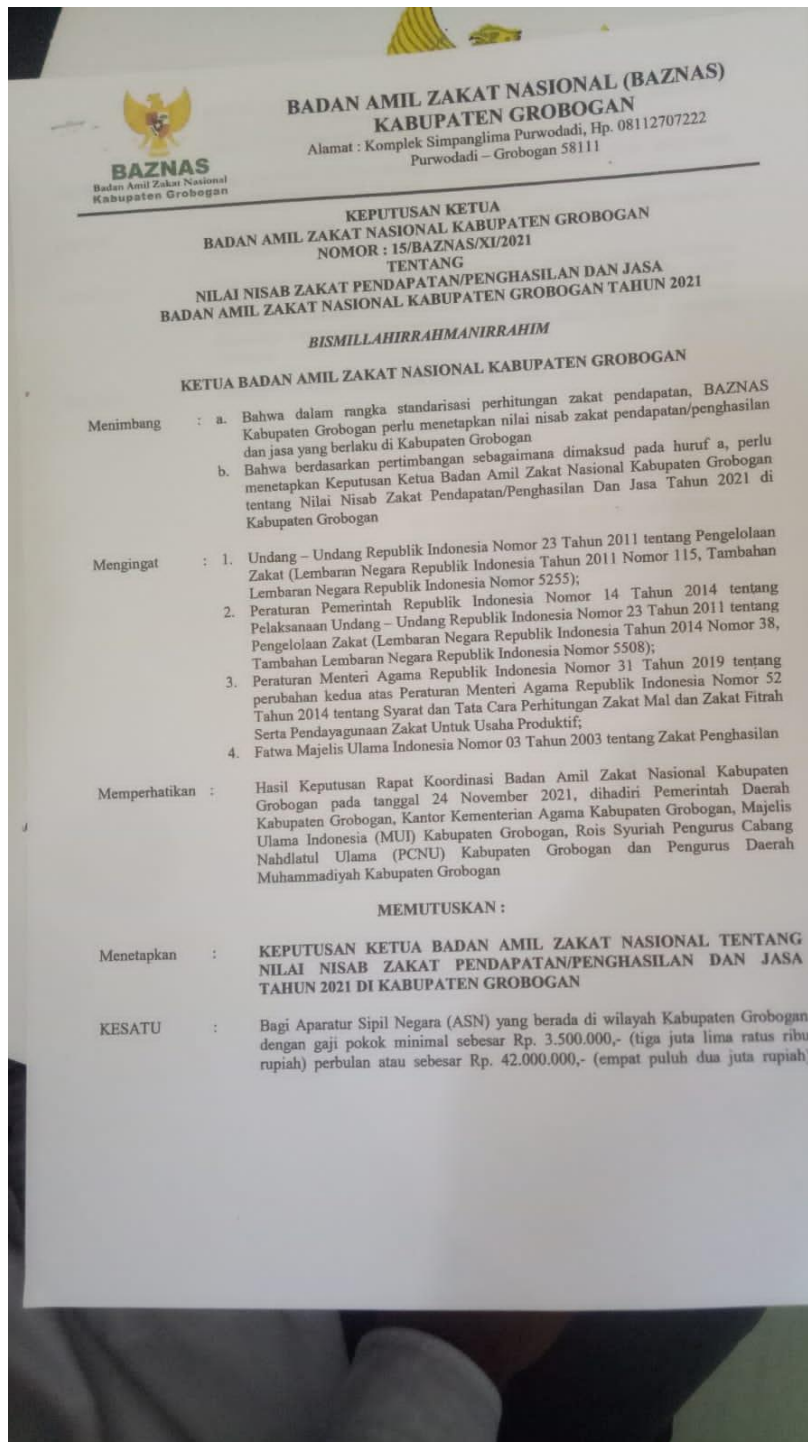 BADAN AMIL ZAKAT NASIONAL (BAZNAS)
KABUPATEN GROBOGAN
Alamat : Komplek Simpanglima Purwodadi, Hp. 08112707222
Purwodadi – Grobogan 58111
BAZNAS
Badan Amil Zakat Nasional
Kabupaten Grobogan
KEPUTUSAN KETUA
BADAN AMIL ZAKAT NASIONAL KABUPATEN GROBOGAN
NOMOR : 15/BAZNAS/XI/2021
TENTANG
NILAI NISAB ZAKAT PENDAPATAN/PENGHASILAN DAN JASA
BADAN AMIL ZAKAT NASIONAL KABUPATEN GROBOGAN TAHUN 2021
BISMILLAHIRRAHMANIRRAHIM
KETUA BADAN AMIL ZAKAT NASIONAL KABUPATEN GROBOGAN
Menimbang : a. Bahwa dalam rangka standarisasi perhitungan zakat pendapatan, BAZNAS
Kabupaten Grobogan perlu menetapkan nilai nisab zakat pendapatan/penghasilan
dan jasa yang berlaku di Kabupaten Grobogan
b. Bahwa berdasarkan pertimbangan sebagaimana dimaksud pada huruf a, perlu
menetapkan Keputusan Ketua Badan Amil Zakat Nasional Kabupaten Grobogan
tentang Nilai Nisab Zakat Pendapatan/Penghasilan Dan Jasa Tahun 2021 di
Kabupaten Grobogan
Mengingat : 1. Undang – Undang Republik Indonesia Nomor 23 Tahun 2011 tentang Pengelolaan
Zakat (Lembaran Negara Republik Indonesia Tahun 2011 Nomor 115, Tambahan
Lembaran Negara Republik Indonesia Nomor 5255);
2. Peraturan Pemerintah Republik Indonesia Nomor 14 Tahun 2014 tentang
Pelaksanaan Undang – Undang Republik Indonesia Nomor 23 Tahun 2011 tentang
Pengelolaan Zakat (Lembaran Negara Republik Indonesia Tahun 2014 Nomor 38,
Tambahan Lembaran Negara Republik Indonesia Nomor 5508);
3. Peraturan Menteri Agama Republik Indonesia Nomor 31 Tahun 2019 tentang
perubahan kedua atas Peraturan Menteri Agama Republik Indonesia Nomor 52
Tahun 2014 tentang Syarat dan Tata Cara Perhitungan Zakat Mal dan Zakat Fitrah
Serta Pendayagunaan Zakat Untuk Usaha Produktif;
4. Fatwa Majelis Ulama Indonesia Nomor 03 Tahun 2003 tentang Zakat Penghasilan
Memperhatikan : Hasil Keputusan Rapat Koordinasi Badan Amil Zakat Nasional Kabupaten
Grobogan pada tanggal 24 November 2021, dihadiri Pemerintah Daerah
Kabupaten Grobogan, Kantor Kementerian Agama Kabupaten Grobogan, Majelis
Ulama Indonesia (MUI) Kabupaten Grobogan, Rois Syuriah Pengurus Cabang
Nahdlatul Ulama (PCNU) Kabupaten Grobogan dan Pengurus Daerah
Muhammadiyah Kabupaten Grobogan
MEMUTUSKAN :
Menetapkan : KEPUTUSAN KETUA BADAN AMIL ZAKAT NASIONAL TENTANG
NILAI NISAB ZAKAT PENDAPATAN/PENGHASILAN DAN JASA
TAHUN 2021 DI KABUPATEN GROBOGAN
KESATU : Bagi Aparatur Sipil Negara (ASN) yang berada di wilayah Kabupaten Grobogan
dengan gaji pokok minimal sebesar Rp. 3.500.000,- (tiga juta lima ratus ribu
rupiah) perbulan atau sebesar Rp. 42.000.000,- (empat puluh dua juta rupiah)